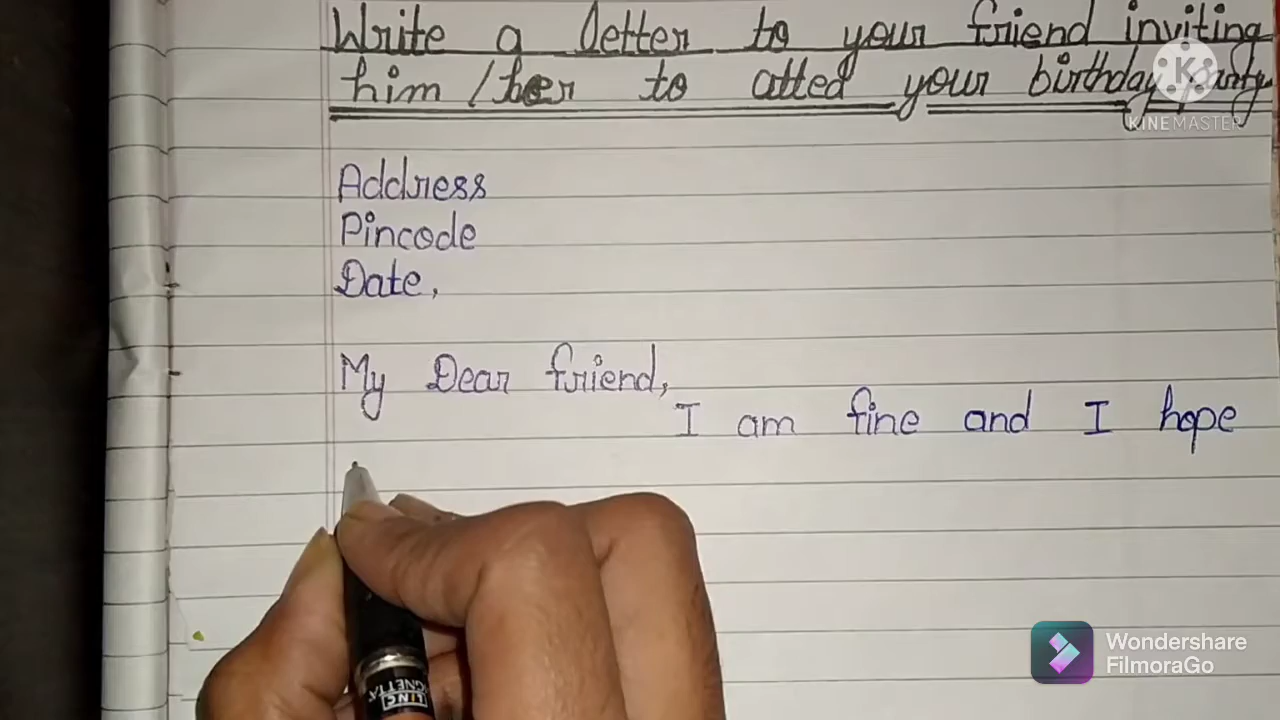 Write a letter to your friend inviting
him /her to atted your birthday party
KINEMASTER
Address
Pincode
Date,
My Dear friend,
I am fine and I hope
Wondershare
FilmoraGo
LINC